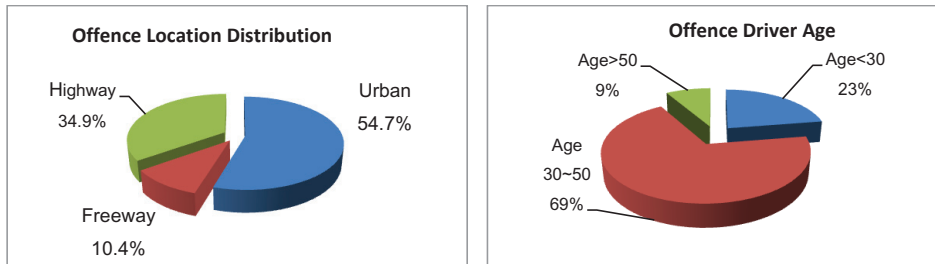 Offence Location Distribution
Highway
34.9%
Urban
54.7%
Freeway
10.4%
Offence Driver Age
Age>50
9%
Age<30
23%
Age
30~50
69%